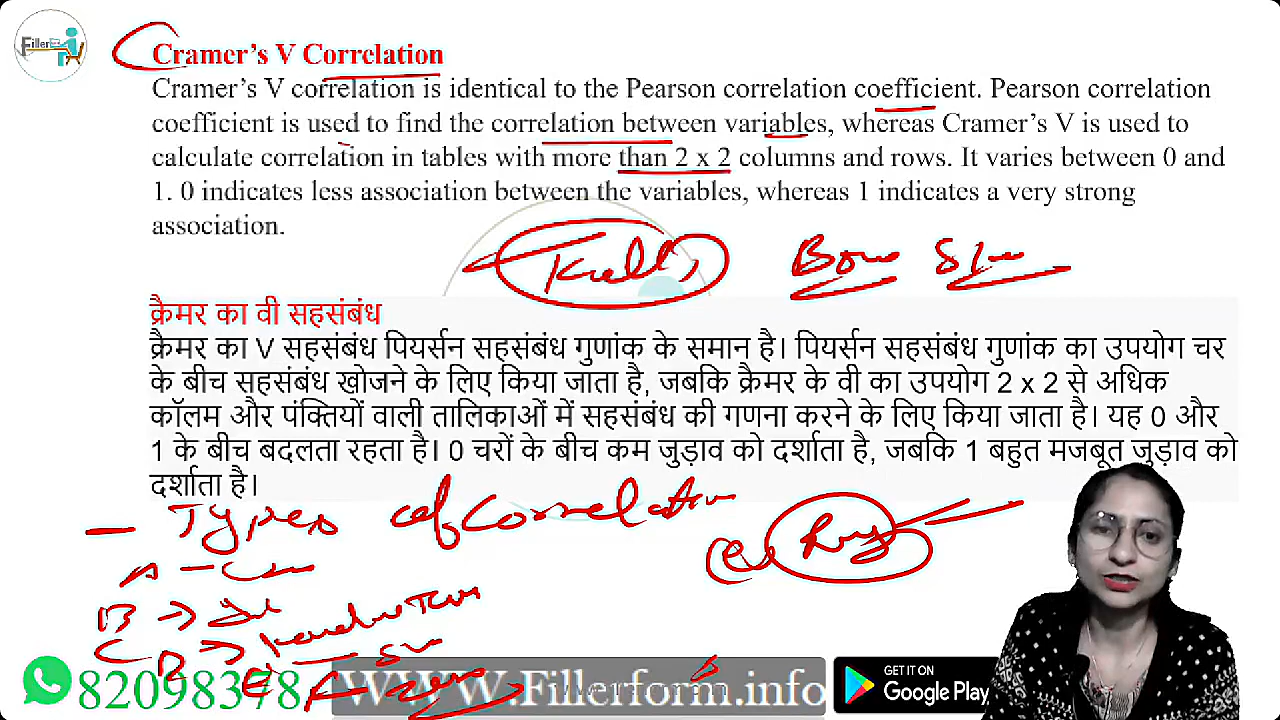 Filler
Cramer's V Correlation
Cramer's V correlation is identical to the Pearson correlation coefficient. Pearson correlation
coefficient is used to find the correlation between variables, whereas Cramer's V is used to
calculate correlation in tables with more than 2 x 2 columns and rows. It varies between 0 and
1. 0 indicates less association between the variables, whereas 1 indicates a very strong
association.
क्रैमर का वी सहसंबंध
क्रैमर का V सहसंबंध पियर्सन सहसंबंध गुणांक के समान है। पियर्सन सहसंबंध गुणांक का उपयोग चर
के बीच सहसंबंध खोजने के लिए किया जाता है, जबकि क्रैमर के वी का उपयोग 2 x 2 से अधिक
कॉलम और पंक्तियों वाली तालिकाओं में सहसंबंध की गणना करने के लिए किया जाता है। यह 0 और
1 के बीच बदलता रहता है। 0 चरों के बीच कम जुड़ाव को दर्शाता है, जबकि 1 बहुत मजबूत जुड़ाव को
दर्शाता है।
Types of Correlation
A
B
C
82098378
WWW.Fillerform.info
GET IT ON
Google Play